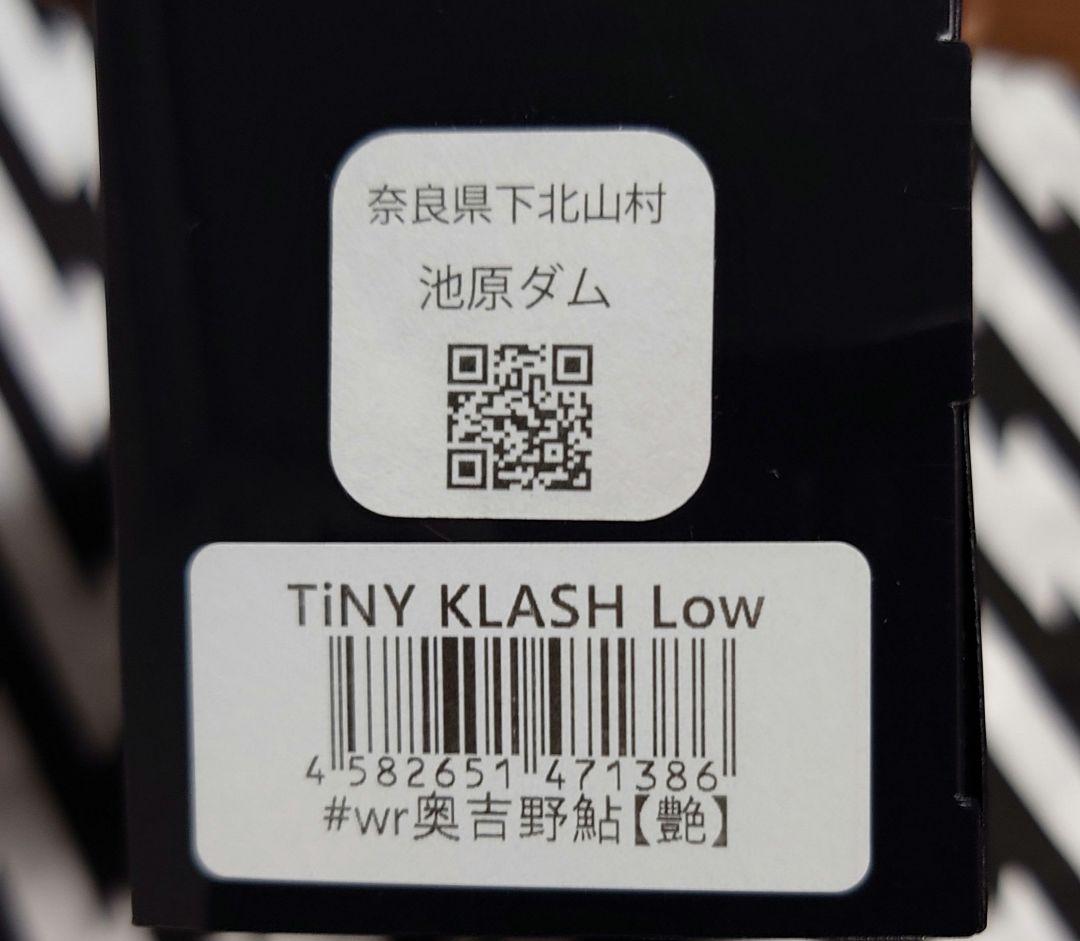 奈良県下北山村
池原ダム
TiNY KLASH Low
4 582651 471386
#wr奥吉野鮎【艶】